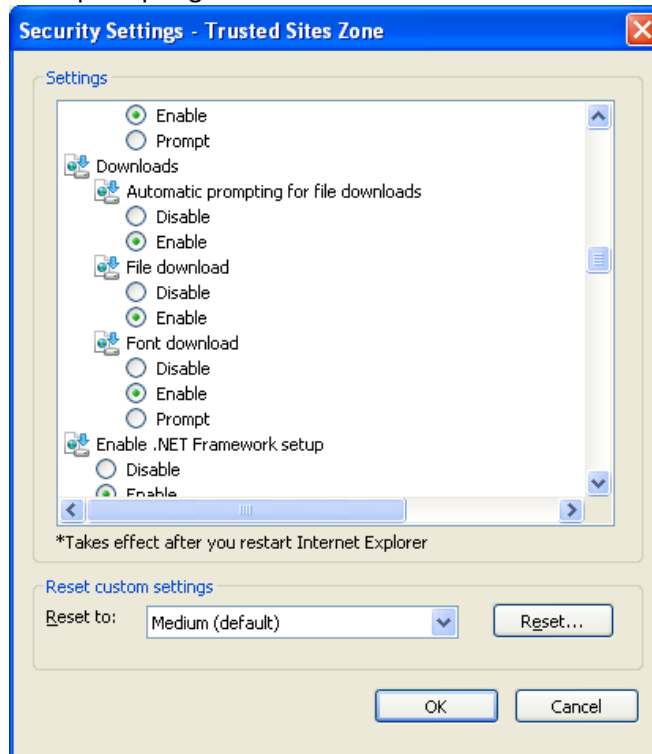 Security Settings - Trusted Sites Zone
Settings
Enable
Prompt
Downloads
Automatic prompting for file downloads
Disable
Enable
File download
Disable
Enable
Font download
Disable
Enable
Prompt
Enable .NET Framework setup
Disable
Enable
*Takes effect after you restart Internet Explorer
Reset custom settings
Reset to: Medium (default) Reset...
OK Cancel